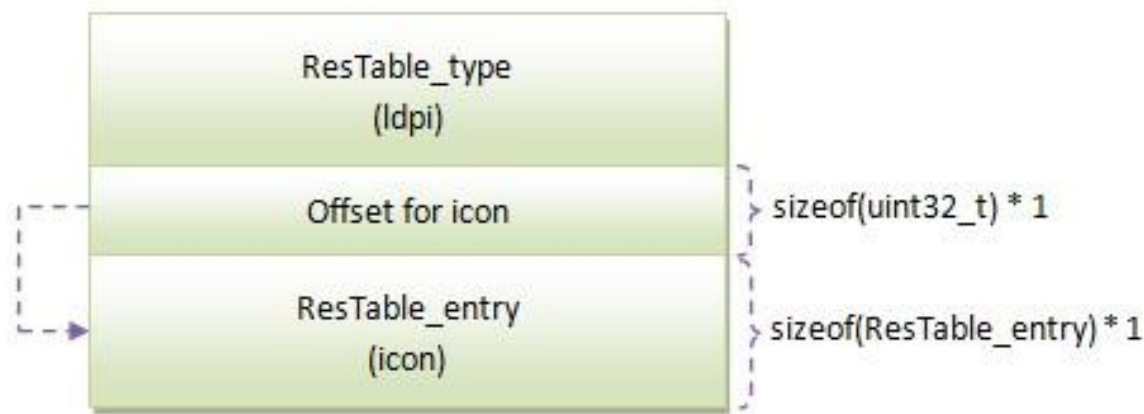 ResTable_type
(ldpi)
Offset for icon
sizeof(uint32_t) * 1
ResTable_entry
(icon)
sizeof(ResTable_entry) * 1